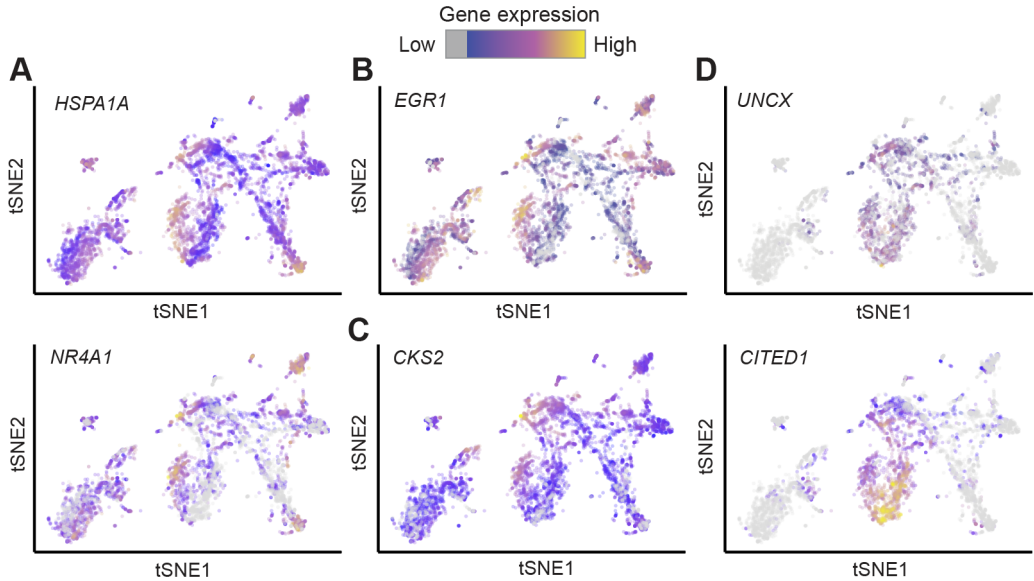 Gene expression
Low High
A
HSPA1A
tSNE2
tSNE1
B
EGR1
tSNE2
tSNE1
D
UNCX
tSNE2
tSNE1
NR4A1
tSNE2
tSNE1
C
CKS2
tSNE2
tSNE1
CITED1
tSNE2
tSNE1